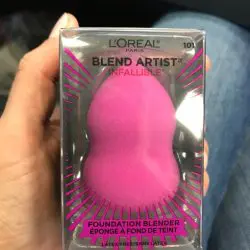 L'ORÉAL
PARIS
101
BLEND ARTIST
INFALLIBLE
FOUNDATION BLENDER
ÉPONGE À FOND DE TEINT